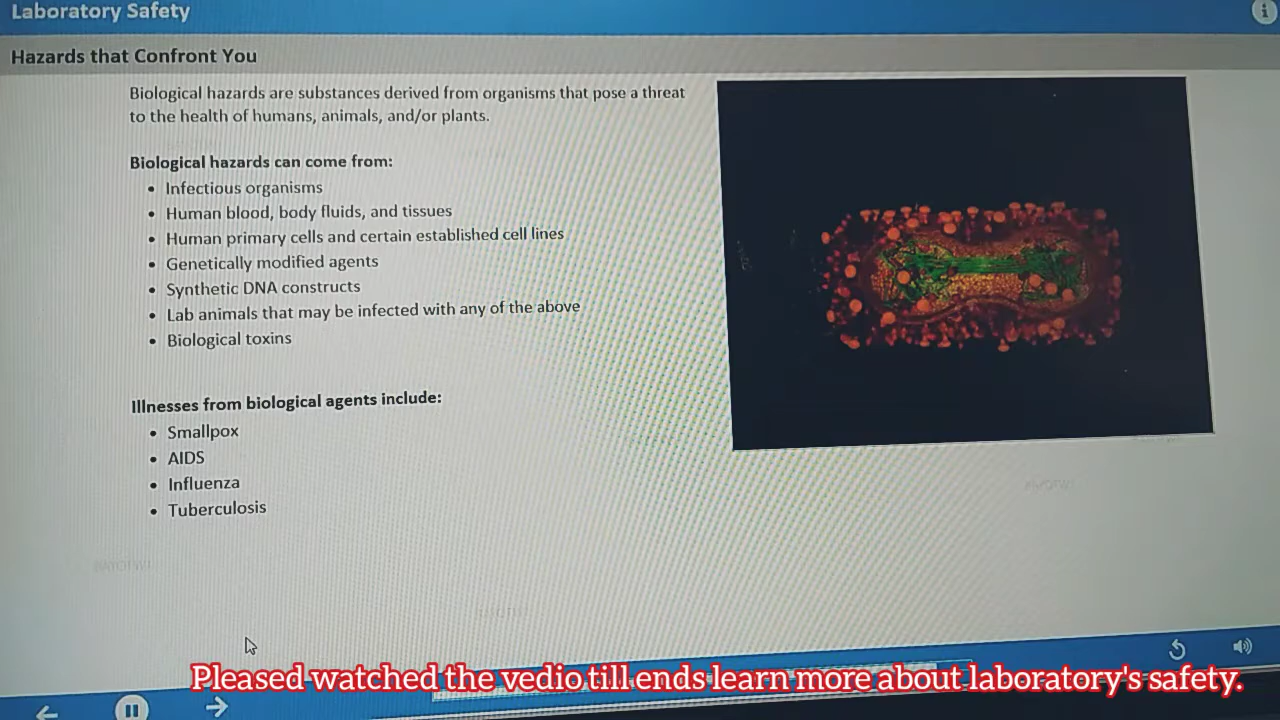 Laboratory Safety
i
Hazards that Confront You
Biological hazards are substances derived from organisms that pose a threat
to the health of humans, animals, and/or plants.
Biological hazards can come from:
• Infectious organisms
• Human blood, body fluids, and tissues
• Human primary cells and certain established cell lines
• Genetically modified agents
• Synthetic DNA constructs
• Lab animals that may be infected with any of the above
• Biological toxins
Illnesses from biological agents include:
• Smallpox
• AIDS
• Influenza
• Tuberculosis
Pleased watched the vedio till ends learn more about laboratory's safety.